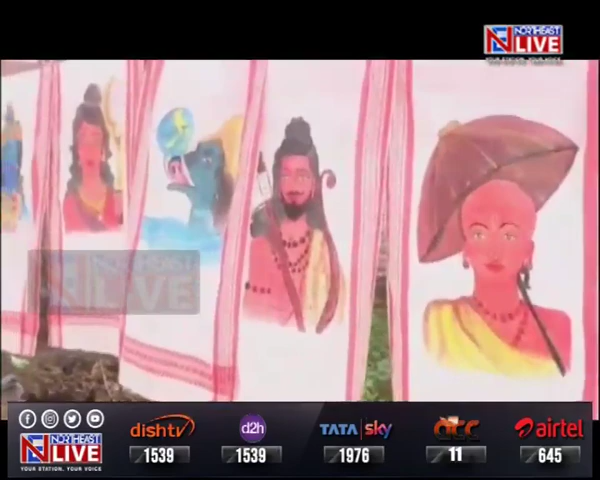 NORTHEAST
LIVE
YOUR STATION. YOUR VOICE
NORTHEAST
LIVE
NORTHEAST
LIVE
YOUR STATION. YOUR VOICE
dishtv
1539
d2h
1539
TATA sky
1976
acc
11
airtel
645